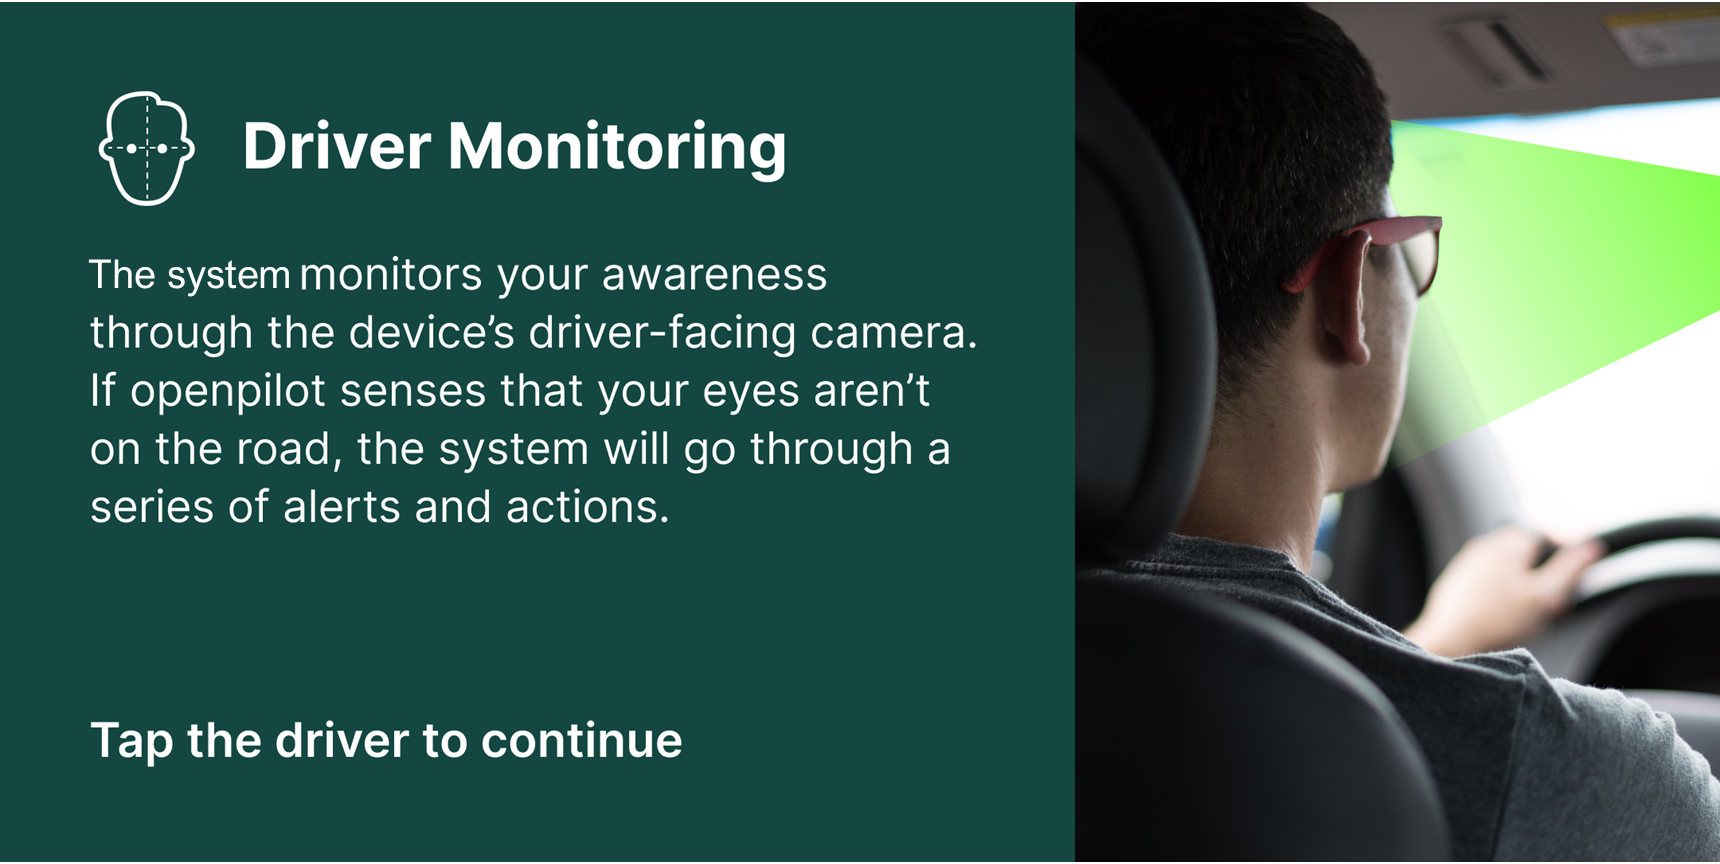 Driver Monitoring
The system monitors your awareness
through the device’s driver-facing camera.
If openpilot senses that your eyes aren’t
on the road, the system will go through a
series of alerts and actions.
Tap the driver to continue